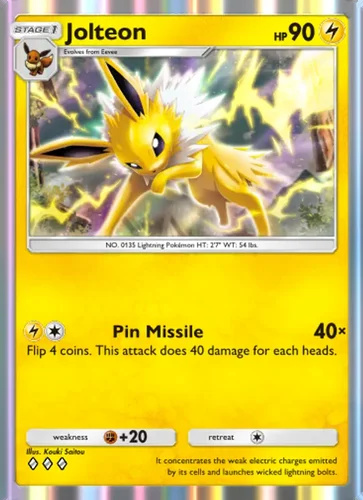 STAGE 1
Jolteon
HP 90
Evolves from Eevee
NO. 0135 Lightning Pokémon HT: 2'7" WT: 54 lbs.
Pin Missile 40×
Flip 4 coins. This attack does 40 damage for each heads.
weakness +20 retreat
Illus. Kouki Saitou
It concentrates the weak electric charges emitted
by its cells and launches wicked lightning bolts.